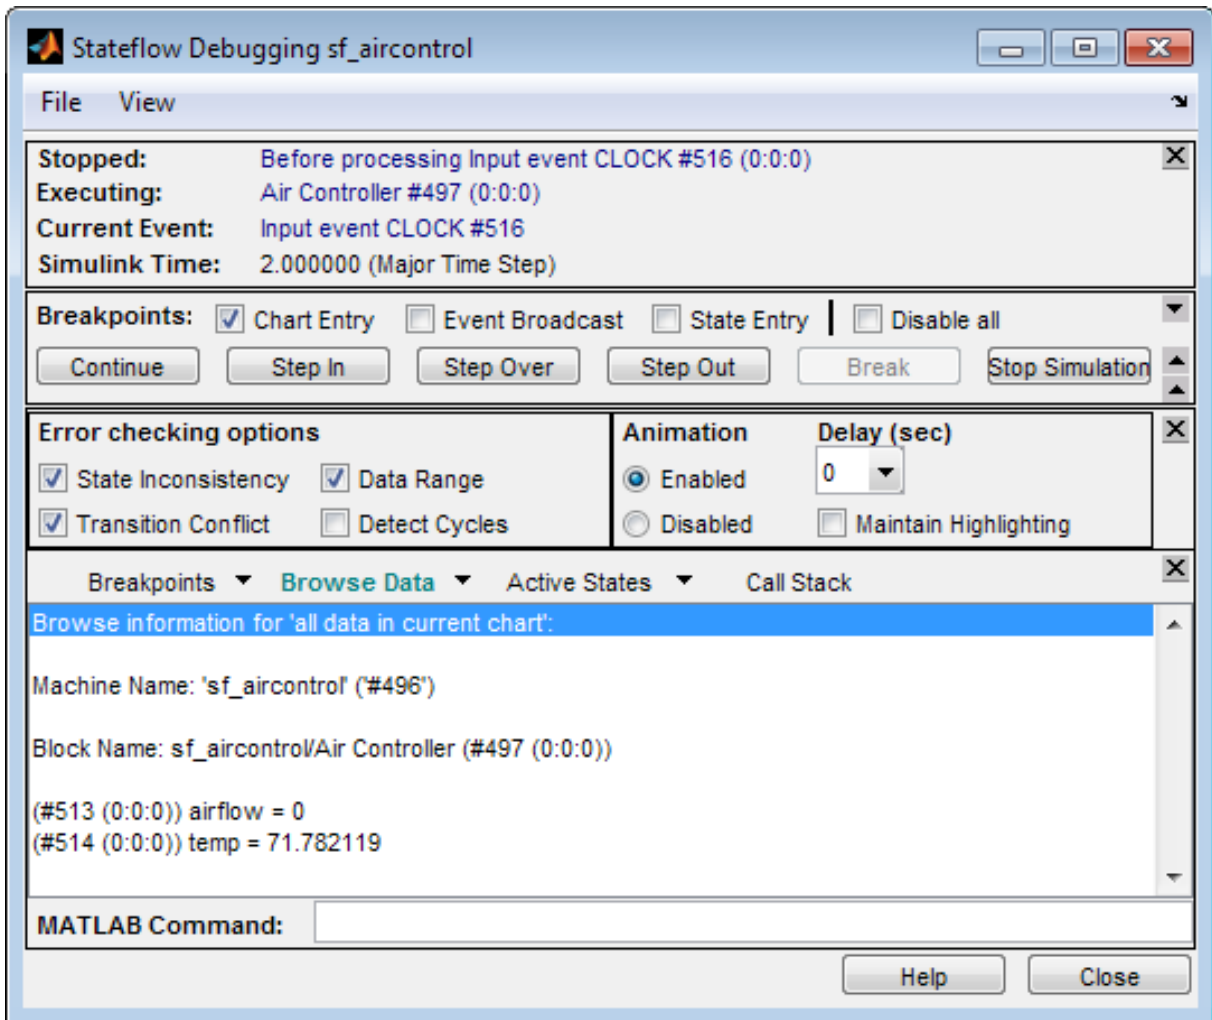 Stateflow Debugging sf_aircontrol
File View
Stopped: Before processing Input event CLOCK #516 (0:0:0)
Executing: Air Controller #497 (0:0:0)
Current Event: Input event CLOCK #516
Simulink Time: 2.000000 (Major Time Step)
Breakpoints: Chart Entry Event Broadcast State Entry Disable all
Continue Step In Step Over Step Out Break Stop Simulation
Error checking options Animation Delay (sec)
State Inconsistency Data Range Enabled 0
Transition Conflict Detect Cycles Disabled Maintain Highlighting
Breakpoints Browse Data Active States Call Stack
Browse information for 'all data in current chart':
Machine Name: 'sf_aircontrol' ('#496')
Block Name: sf_aircontrol/Air Controller (#497 (0:0:0))
(#513 (0:0:0)) airflow = 0
(#514 (0:0:0)) temp = 71.782119
MATLAB Command:
Help Close